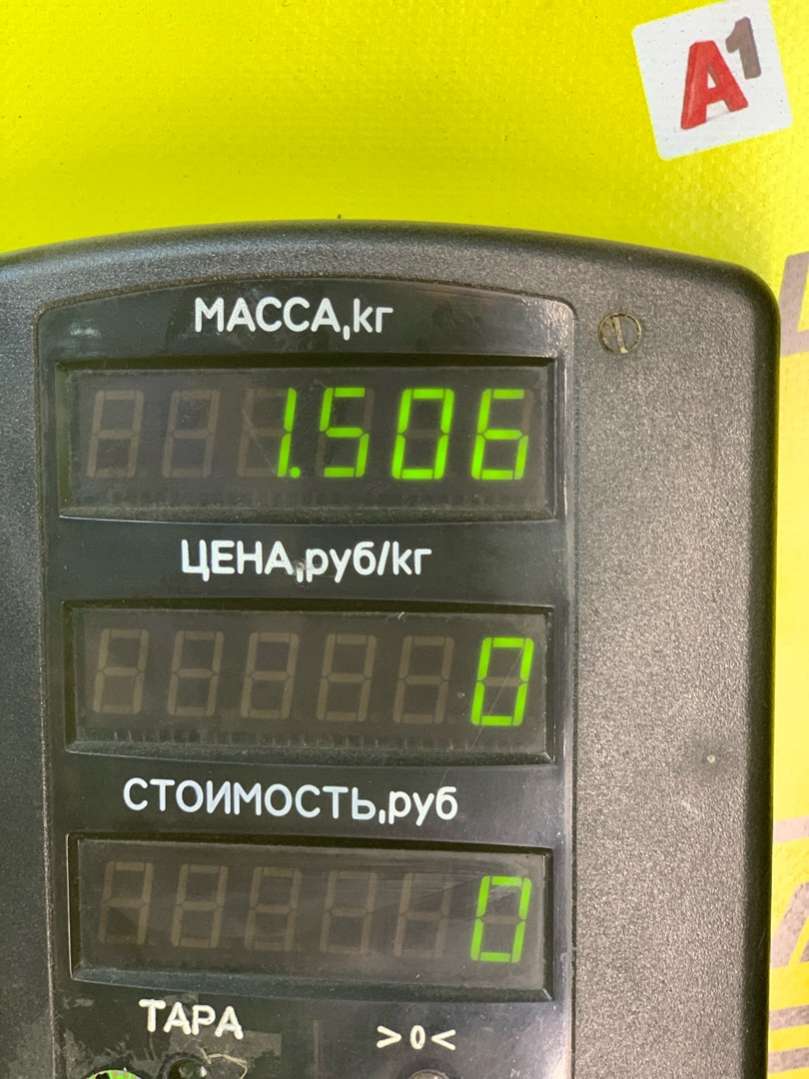 A1
МАССА,кг
1.506
ЦЕНА,руб/кг
0
СТОИМОСТЬ,руб
0
ТАРА
>0<